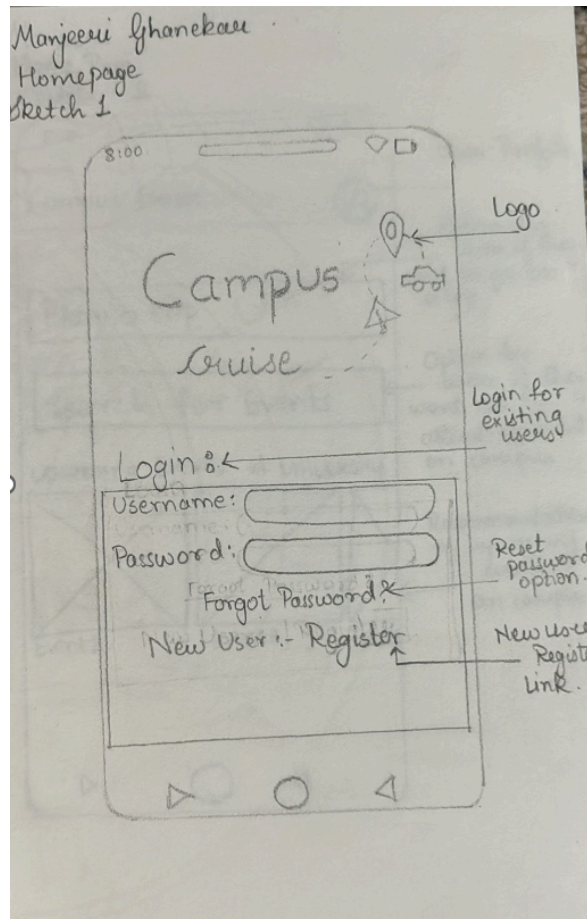 Manjeeri Ghanekar
Homepage
Sketch 1
8:00
Logo
Campus
Cruise
Login for
existing
users
Login :
Username:
Password:
Reset
password
option
Forgot Password?
New User :- Register
New User
Regist
Link.